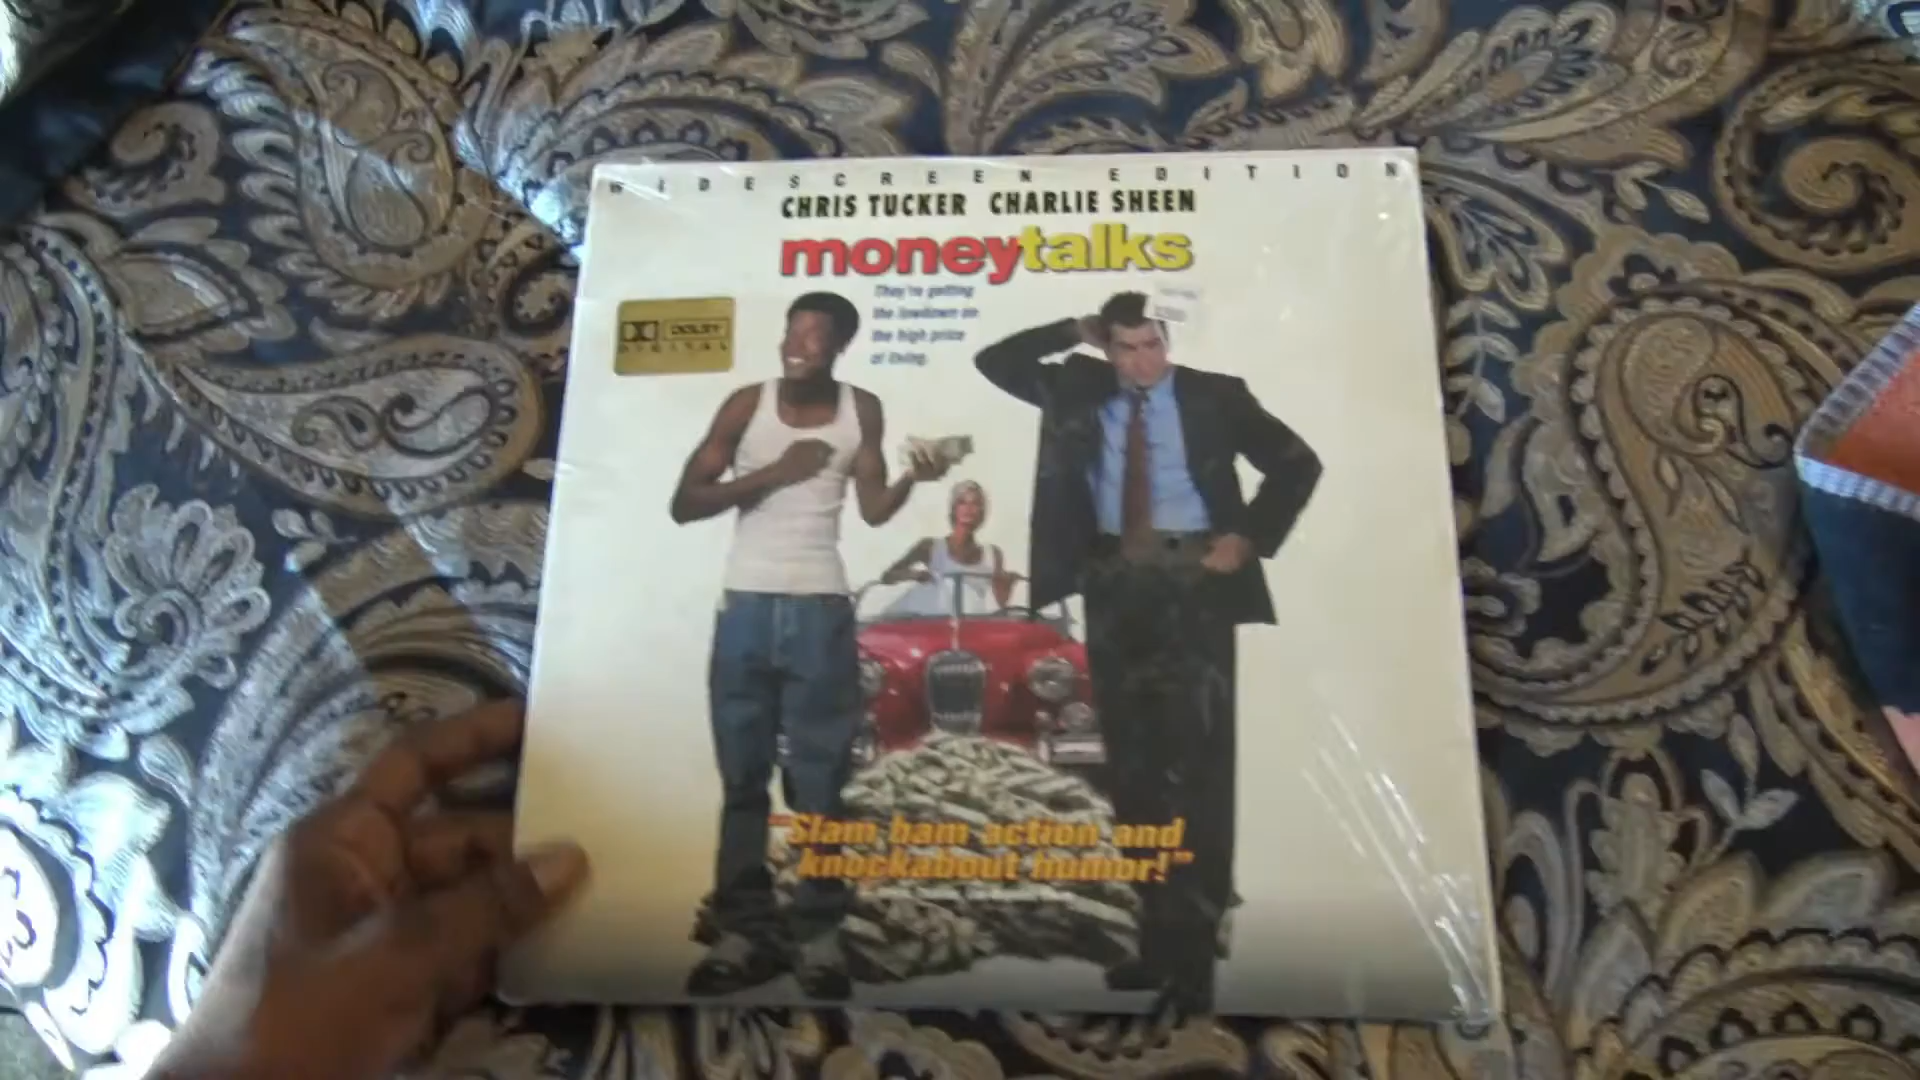 WIDESCREEN EDITION
CHRIS TUCKER CHARLIE SHEEN
moneytalks
They're getting
the lowdown on
the high price
of living.
DOLBY
DIGITAL
"Slam bam action and
knockabout humor!"